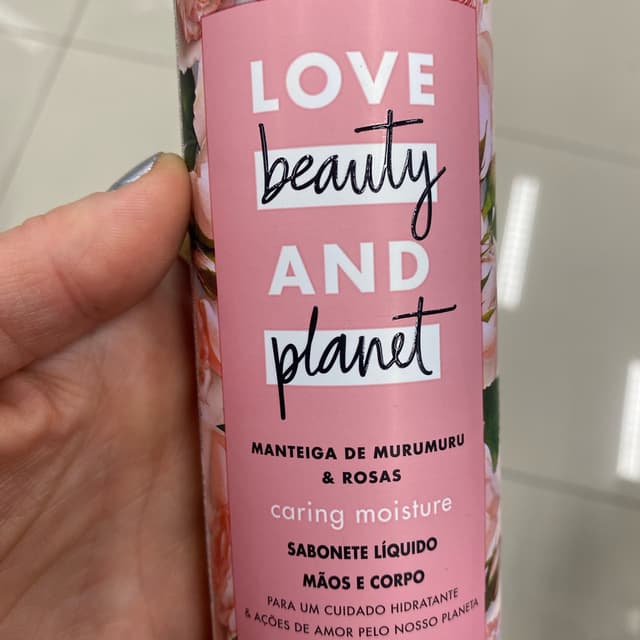 LOVE
beauty
AND
planet
MANTEIGA DE MURUMURU
& ROSAS
caring moisture
SABONETE LÍQUIDO
MÃOS E CORPO
PARA UM CUIDADO HIDRATANTE
& AÇÕES DE AMOR PELO NOSSO PLANETA